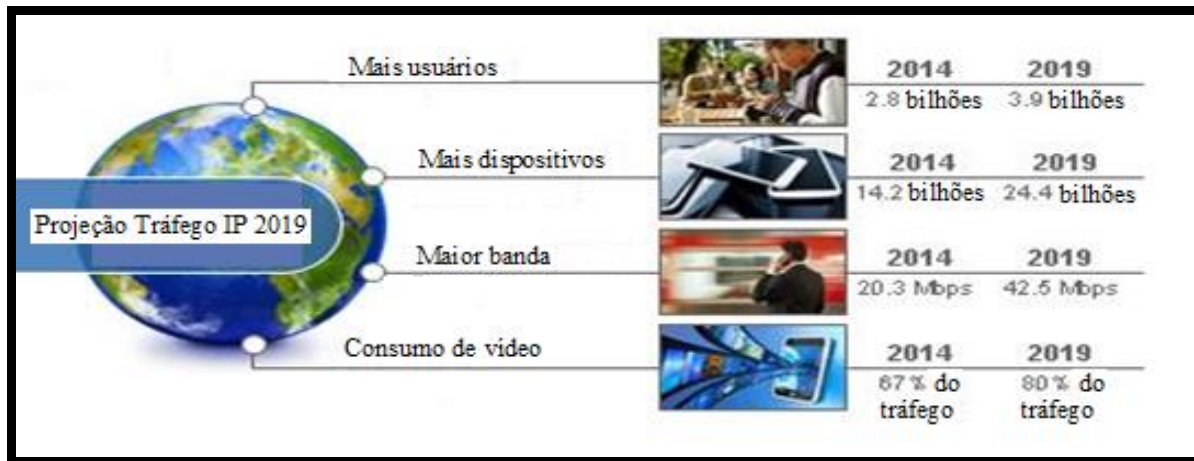 Mais usuários
2014 2019
2.8 bilhões 3.9 bilhões
Mais dispositivos
2014 2019
14.2 bilhões 24.4 bilhões
Projeção Tráfego IP 2019
Maior banda
2014 2019
20.3 Mbps 42.5 Mbps
Consumo de vídeo
2014 2019
67% do 80% do
tráfego tráfego